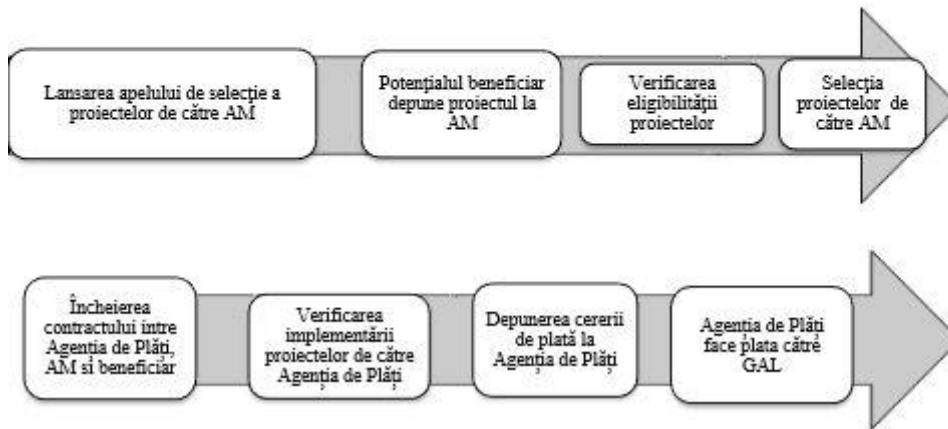 Lansarea apelului de selecție a
proiectelor de către AM
Potențialul beneficiar
depune proiectul la
AM
Verificarea
eligibilității
proiectelor
Selecția
proiectelor de
către AM
Încheierea
contractului intre
Agenția de Plăți,
AM si beneficiar
Verificarea
implementării
proiectelor de către
Agenția de Plăți
Depunerea cererii
de plată la
Agenția de Plăți
Agenția de Plăți
face plata către
GAL